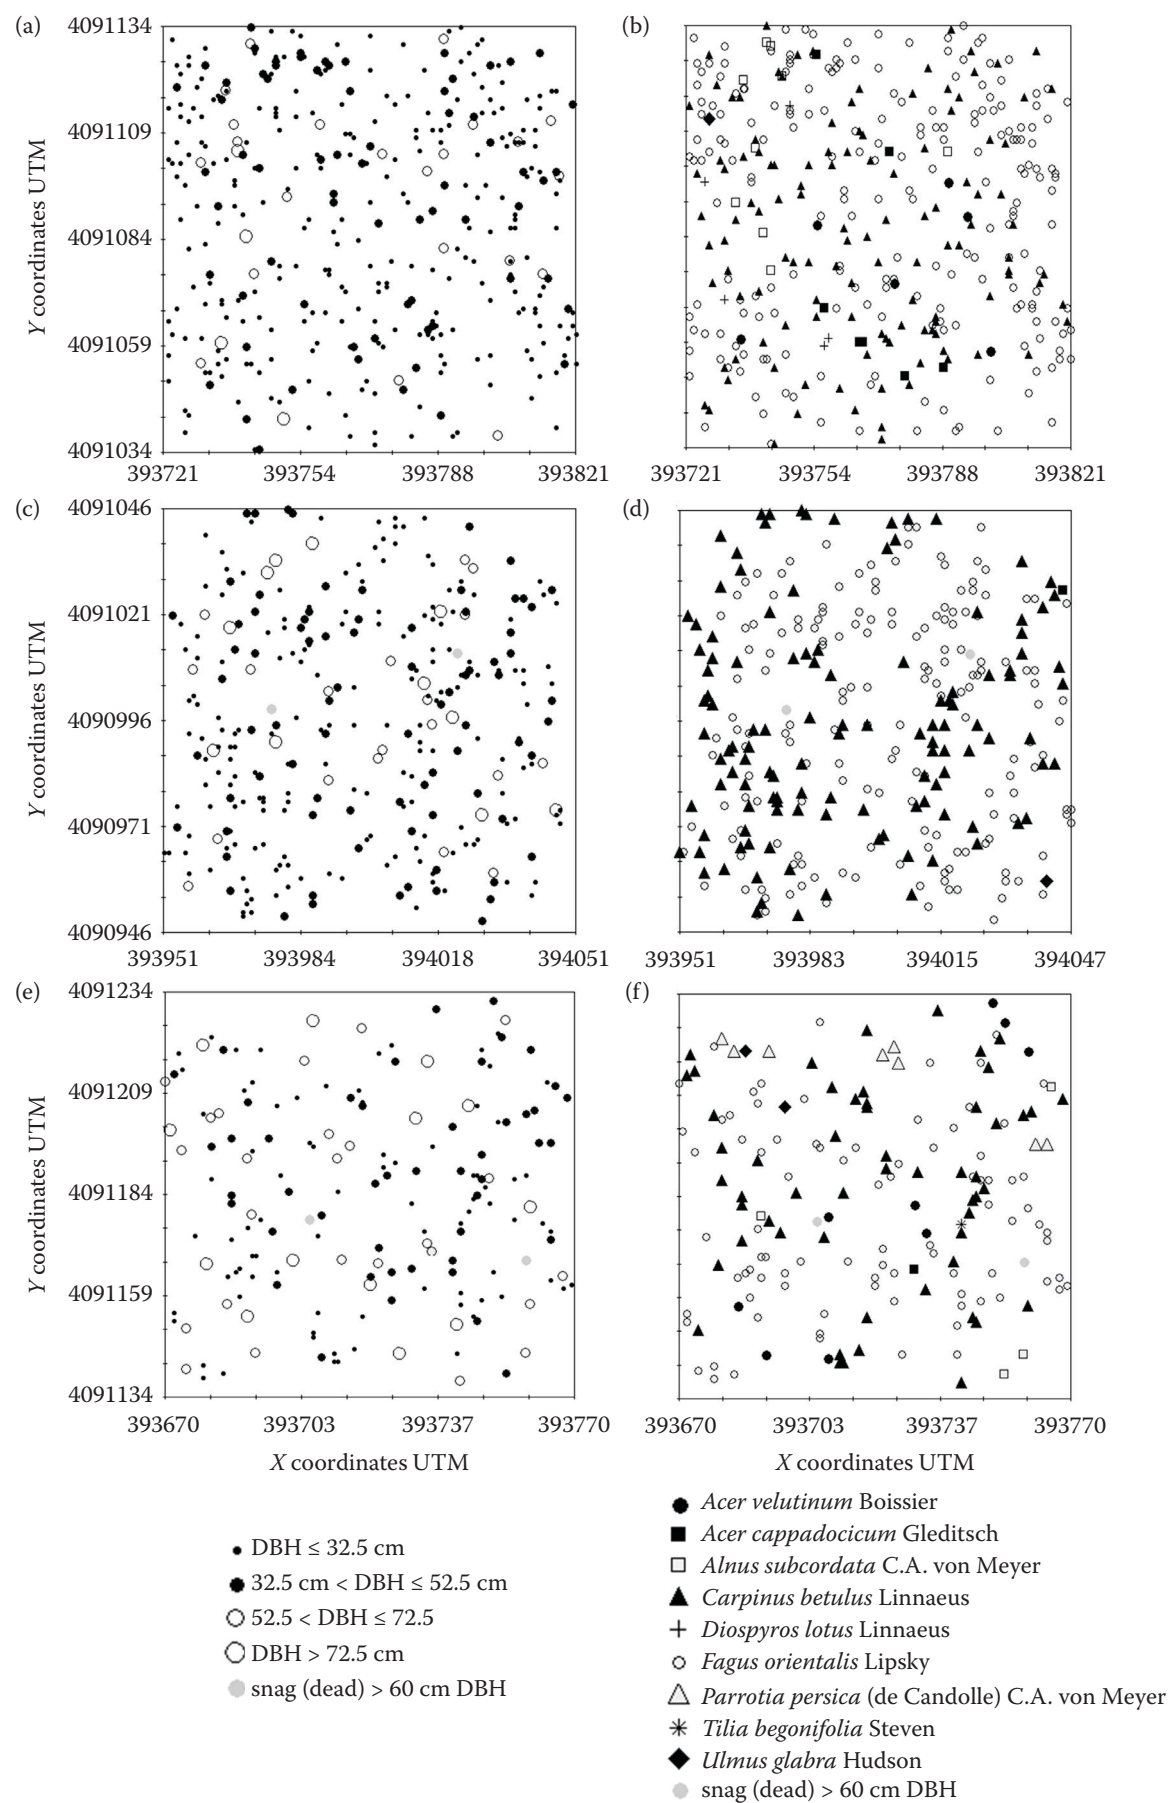 (a)
4091134
4091109
4091084
4091059
4091034
Y coordinates UTM
393721 393754 393788 393821
(b)
393721 393754 393788 393821
(c)
4091046
4091021
4090996
4090971
4090946
Y coordinates UTM
393951 393984 394018 394051
(d)
393951 393983 394015 394047
(e)
4091234
4091209
4091184
4091159
4091134
Y coordinates UTM
393670 393703 393737 393770
X coordinates UTM
(f)
393670 393703 393737 393770
X coordinates UTM
DBH ≤ 32.5 cm
32.5 cm < DBH ≤ 52.5 cm
52.5 < DBH ≤ 72.5
DBH > 72.5 cm
snag (dead) > 60 cm DBH
Acer velutinum Boissier
Acer cappadocicum Gleditsch
Alnus subcordata C.A. von Meyer
Carpinus betulus Linnaeus
Diospyros lotus Linnaeus
Fagus orientalis Lipsky
Parrotia persica (de Candolle) C.A. von Meyer
Tilia begonifolia Steven
Ulmus glabra Hudson
snag (dead) > 60 cm DBH